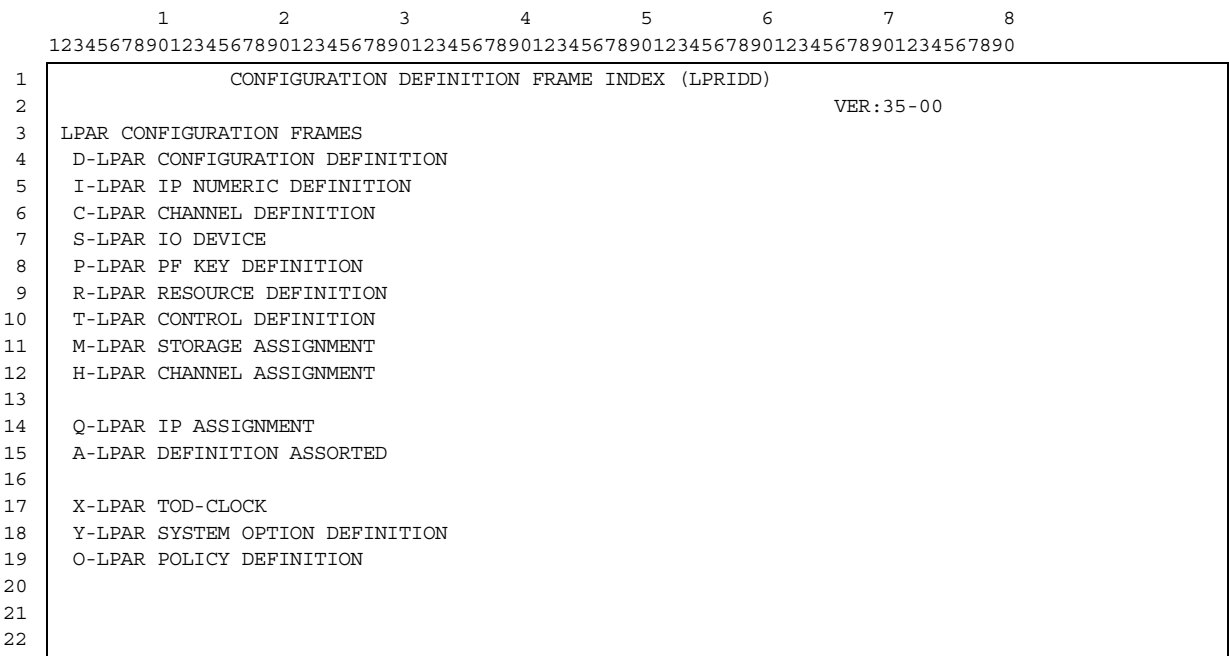 1 2 3 4 5 6 7 8
12345678901234567890123456789012345678901234567890123456789012345678901234567890
1 CONFIGURATION DEFINITION FRAME INDEX (LPRIDD)
2 VER:35-00
3 LPAR CONFIGURATION FRAMES
4 D-LPAR CONFIGURATION DEFINITION
5 I-LPAR IP NUMERIC DEFINITION
6 C-LPAR CHANNEL DEFINITION
7 S-LPAR IO DEVICE
8 P-LPAR PF KEY DEFINITION
9 R-LPAR RESOURCE DEFINITION
10 T-LPAR CONTROL DEFINITION
11 M-LPAR STORAGE ASSIGNMENT
12 H-LPAR CHANNEL ASSIGNMENT
13
14 Q-LPAR IP ASSIGNMENT
15 A-LPAR DEFINITION ASSORTED
16
17 X-LPAR TOD-CLOCK
18 Y-LPAR SYSTEM OPTION DEFINITION
19 O-LPAR POLICY DEFINITION
20
21
22